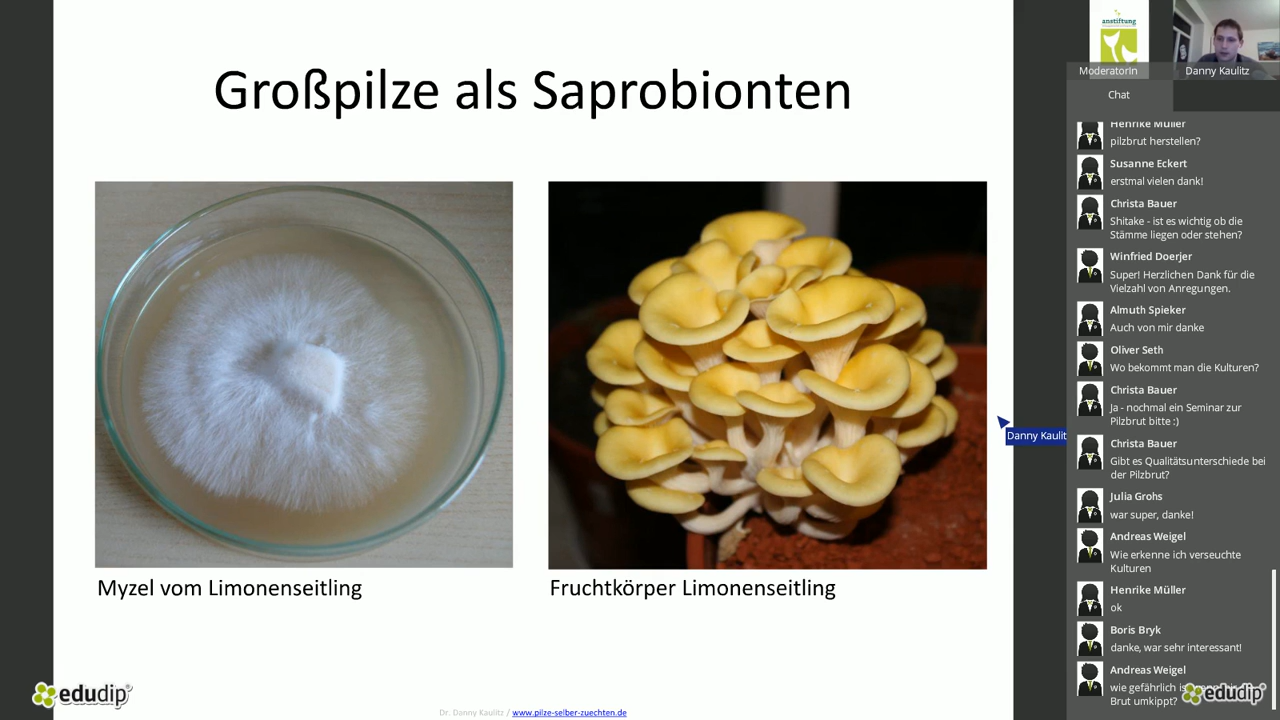 Großpilze als Saprobionten
Myzel vom Limonenseitling
Fruchtkörper Limonenseitling
Dr. Danny Kaulitz / www.pilze-selber-zuechten.de
edudip
anstiftung
Moderatorin
Danny Kaulitz
Chat
Henrike Müller
pilzbrut herstellen?
Susanne Eckert
erstmal vielen dank!
Christa Bauer
Shitake - ist es wichtig ob die
Stämme liegen oder stehen?
Winfried Doerjer
Super! Herzlichen Dank für die
Vielzahl von Anregungen.
Almuth Spieker
Auch von mir danke
Oliver Seth
Wo bekommt man die Kulturen?
Christa Bauer
Ja - nochmal ein Seminar zur
Pilzbrut bitte :)
Danny Kaulit
Christa Bauer
Gibt es Qualitätsunterschiede bei
der Pilzbrut?
Julia Grohs
war super, danke!
Andreas Weigel
Wie erkenne ich verseuchte
Kulturen
Henrike Müller
ok
Boris Bryk
danke, war sehr interessant!
Andreas Weigel
wie gefährlich
Brut umkippt?
edudip